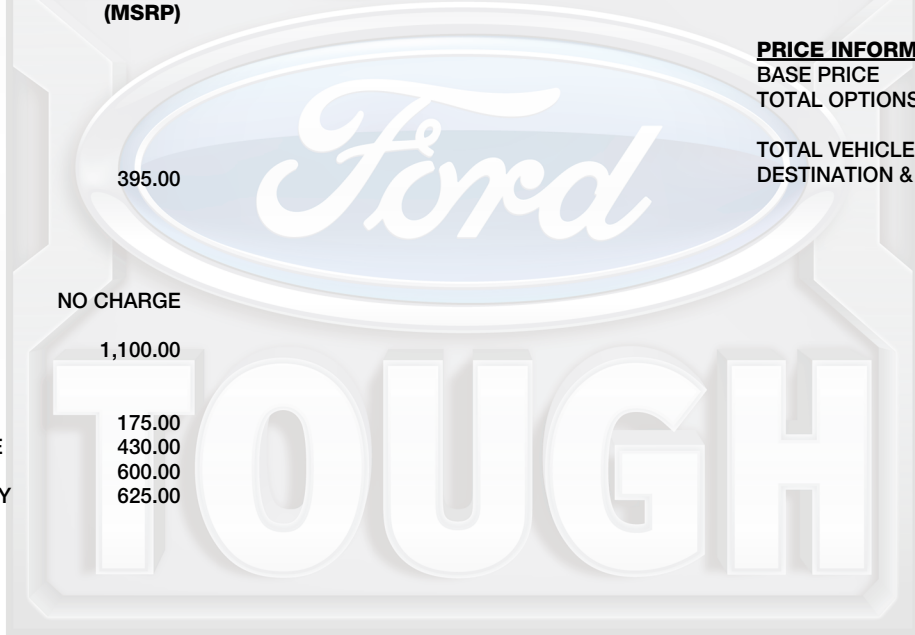 (MSRP)
395.00
NO CHARGE
1,100.00
175.00
E 430.00
600.00
Y 625.00
PRICE INFORM
BASE PRICE
TOTAL OPTIONS
TOTAL VEHICLE
DESTINATION &
Ford
TOUGH